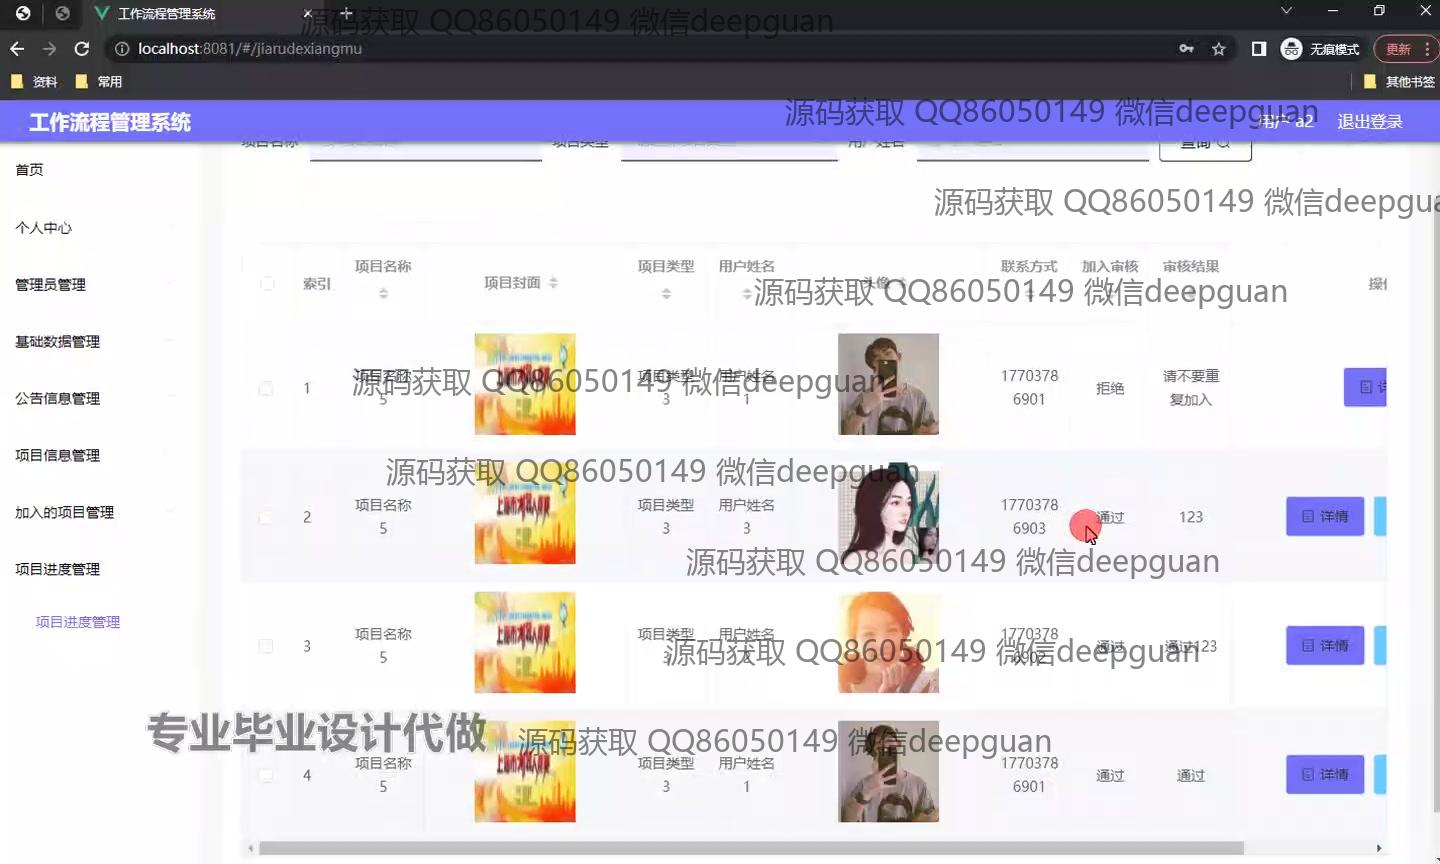 工作流程管理系统
源码获取 QQ86050149 微信deepguan
localhost:8081/#/jiarudexiangmu
无痕模式
更新
资料
常用
其他书签
工作流程管理系统
源码获取 QQ86050149 微信deepguan
用户 a2
退出登录
项目名称
项目类型
用户姓名
查询
首页
源码获取 QQ86050149 微信deepgua
个人中心
管理员管理
基础数据管理
公告信息管理
项目信息管理
加入的项目管理
项目进度管理
项目进度管理
索引
项目名称
项目封面
项目类型
用户姓名
头像
联系方式
加入审核
审核结果
源码获取 QQ86050149 微信deepguan
1
项目名称
5
项目类型
3
用户姓名
1
1770378
6901
拒绝
请不要重
复加入
源码获取 QQ86050149 微信deepguan
源码获取 QQ86050149 微信deepguan
2
项目名称
5
项目类型
3
用户姓名
3
1770378
6903
通过
123
详情
源码获取 QQ86050149 微信deepguan
3
项目名称
5
项目类型
3
用户姓名
1770378
6902
通过
通过123
详情
源码获取 QQ86050149 微信deepguan
专业毕业设计代做
源码获取 QQ86050149 微信deepguan
4
项目名称
5
项目类型
3
用户姓名
1
1770378
6901
通过
通过
详情